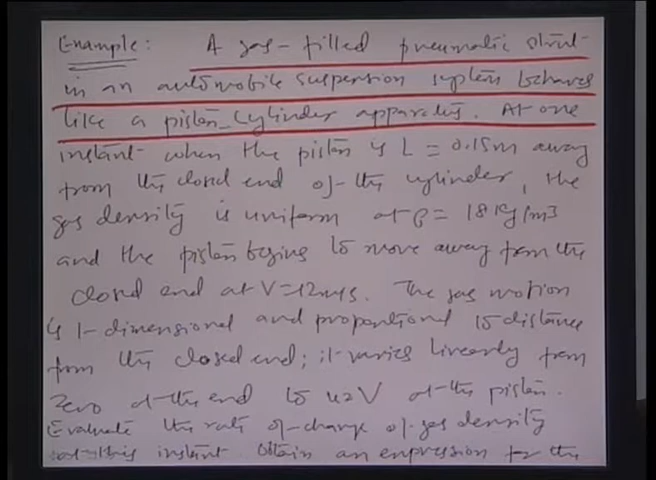 Example: A gas-filled pneumatic strut
in an automobile suspension system behaves
like a piston-cylinder apparatus. At one
instant when the piston is L = 0.15m away
from the closed end of the cylinder, the
gas density is uniform at ρ = 18 kg/m3
and the piston begins to move away from the
closed end at V=12m/s. The gas motion
is 1-dimensional and proportional to distance
from the closed end; it varies linearly from
zero at the end to u=V at the piston.
Evaluate the rate of change of gas density
at this instant. Obtain an expression for the